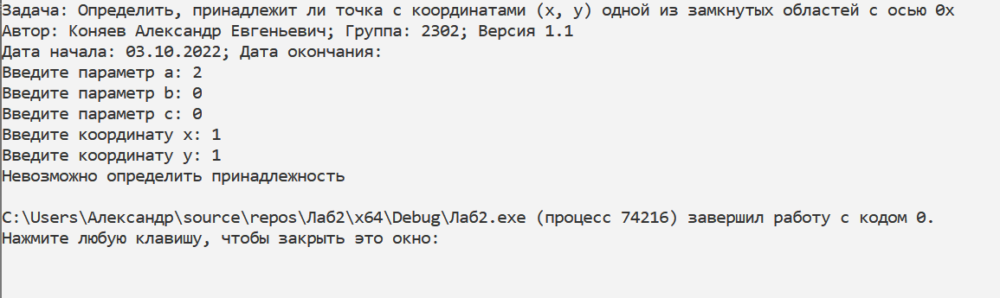 Задача: Определить, принадлежит ли точка с координатами (x, y) одной из замкнутых областей с осью 0x
Автор: Коняев Александр Евгеньевич; Группа: 2302; Версия 1.1
Дата начала: 03.10.2022; Дата окончания:
Введите параметр a: 2
Введите параметр b: 0
Введите параметр c: 0
Введите координату x: 1
Введите координату y: 1
Невозможно определить принадлежность
C:\Users\Александр\source\repos\Лаб2\x64\Debug\Лаб2.exe (процесс 74216) завершил работу с кодом 0.
Нажмите любую клавишу, чтобы закрыть это окно: